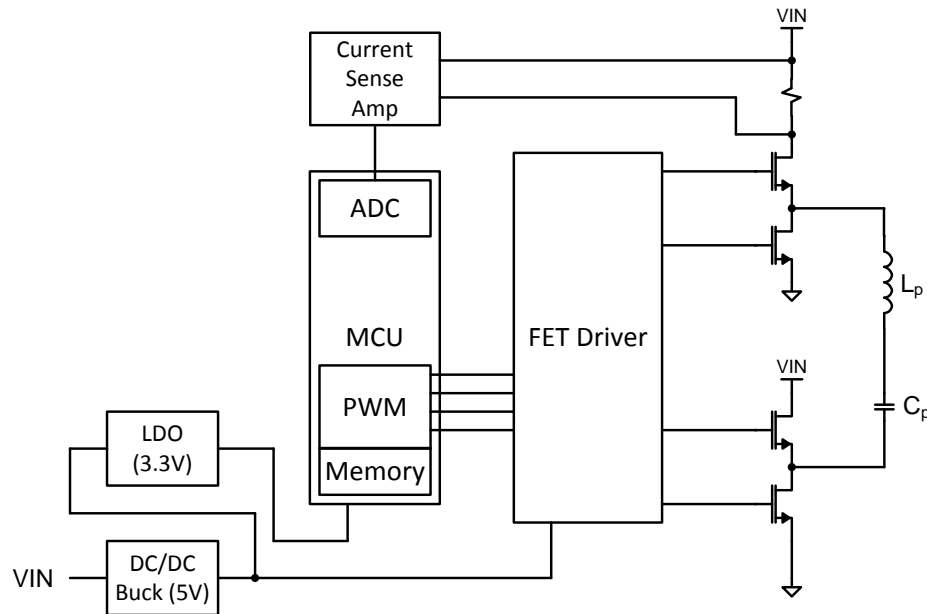 VIN
Current
Sense
Amp
ADC
MCU
FET Driver
Lp
VIN
PWM
Cp
LDO
(3.3V)
Memory
VIN
DC/DC
Buck (5V)